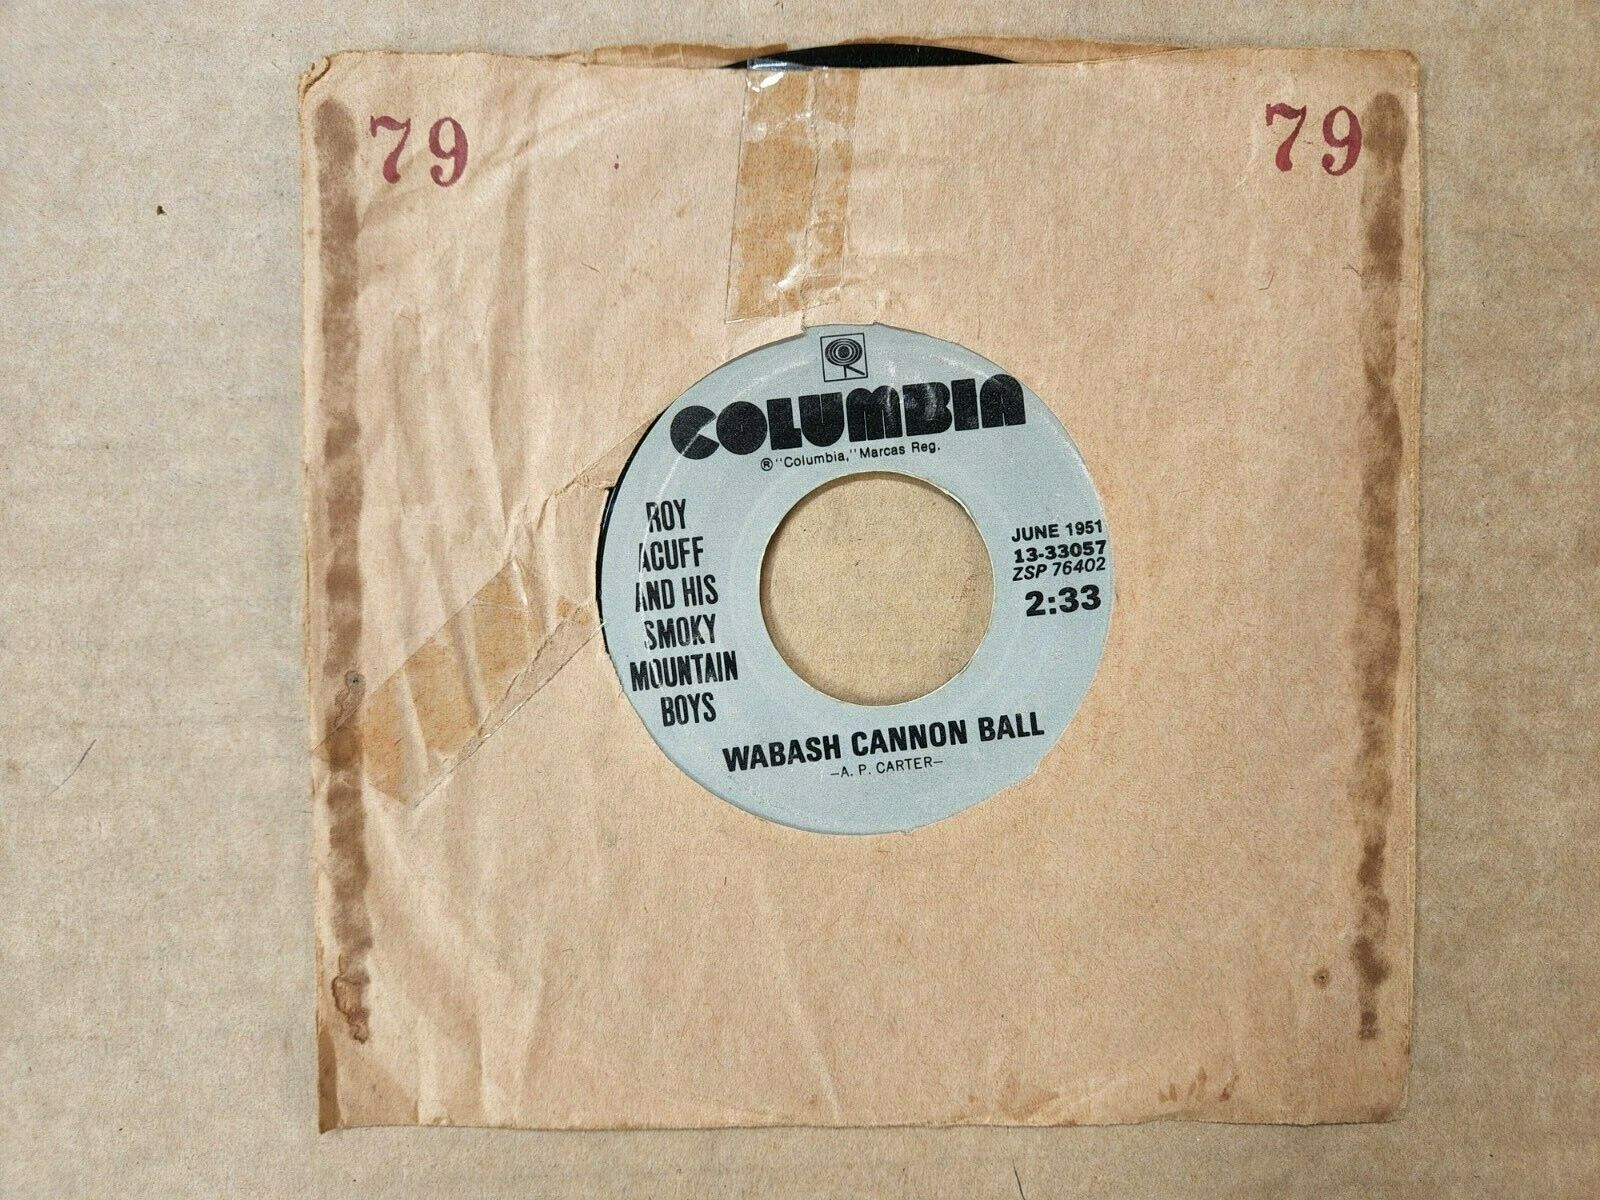 79
79
COLUMBIA
® "Columbia," Marcas Reg.
ROY
ACUFF
AND HIS
SMOKY
MOUNTAIN
BOYS
JUNE 1951
13-33057
ZSP 76402
2:33
WABASH CANNON BALL
—A. P. CARTER—